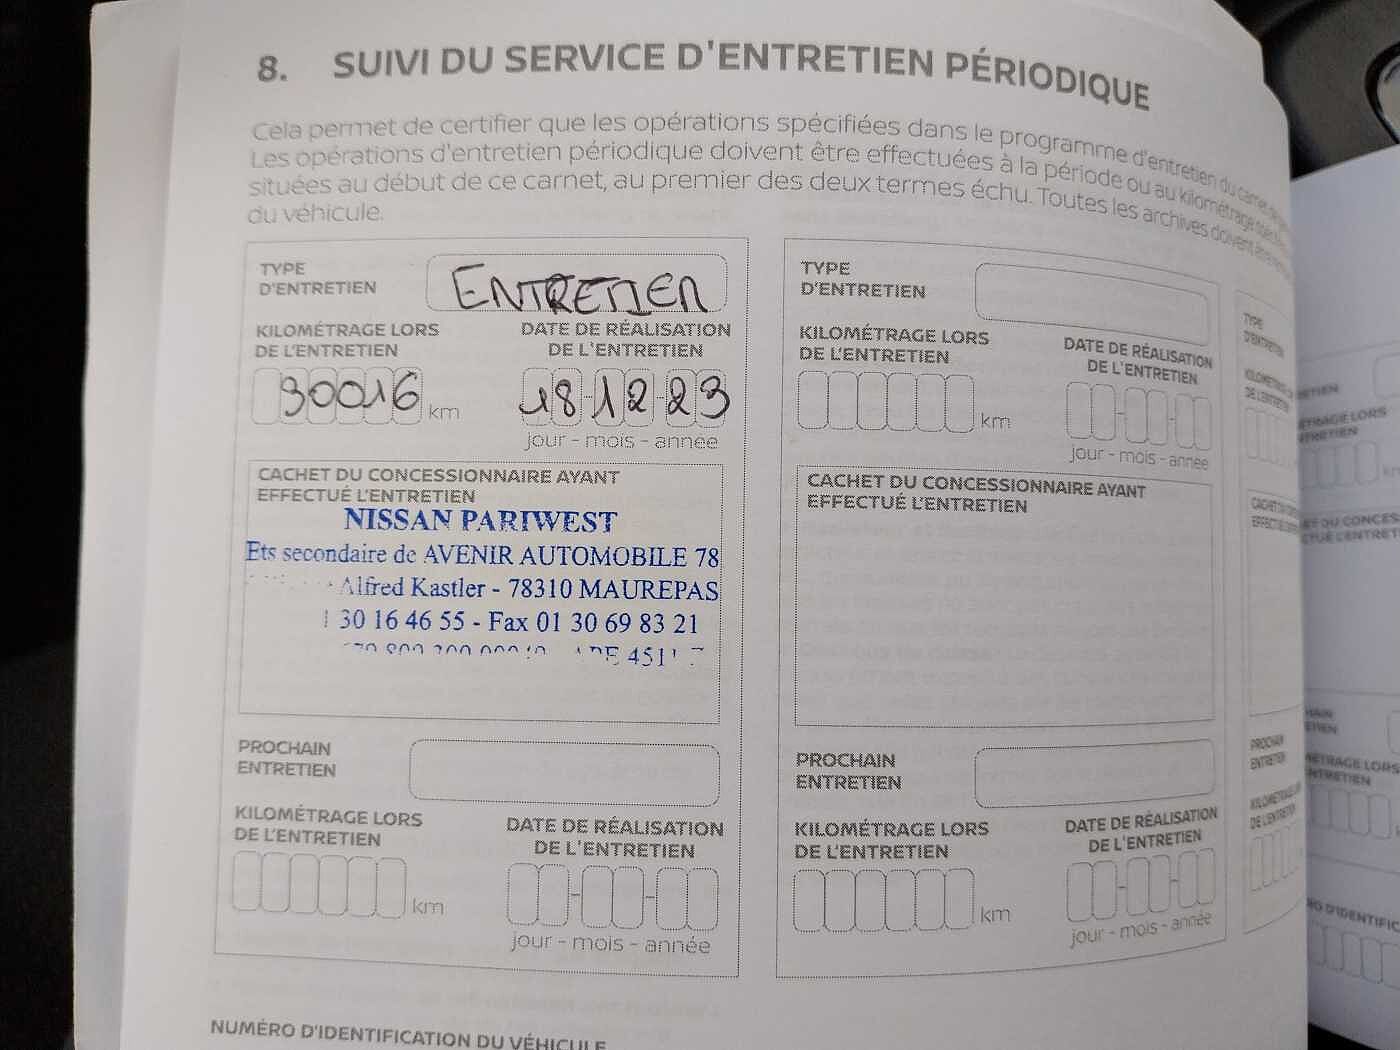 8. SUIVI DU SERVICE D'ENTRETIEN PÉRIODIQUE
Cela permet de certifier que les opérations spécifiées dans le programme d'entretien du carnet
Les opérations d'entretien périodique doivent être effectuées à la période ou au kilométrage
situées au début de ce carnet, au premier des deux termes échu. Toutes les archives doivent être
du véhicule.
TYPE
D'ENTRETIEN
ENTRETIEN
KILOMÉTRAGE LORS
DE L'ENTRETIEN
30016 km
DATE DE RÉALISATION
DE L'ENTRETIEN
18-12-23
jour - mois - année
CACHET DU CONCESSIONNAIRE AYANT
EFFECTUÉ L'ENTRETIEN
NISSAN PARIWEST
Ets secondaire de AVENIR AUTOMOBILE 78
Alfred Kastler - 78310 MAUREPAS
30 16 46 55 - Fax 01 30 69 83 21
PROCHAIN
ENTRETIEN
KILOMÉTRAGE LORS
DE L'ENTRETIEN
km
DATE DE RÉALISATION
DE L'ENTRETIEN
jour - mois - année
TYPE
D'ENTRETIEN
KILOMÉTRAGE LORS
DE L'ENTRETIEN
km
DATE DE RÉALISATION
DE L'ENTRETIEN
jour - mois - année
CACHET DU CONCESSIONNAIRE AYANT
EFFECTUÉ L'ENTRETIEN
PROCHAIN
ENTRETIEN
KILOMÉTRAGE LORS
DE L'ENTRETIEN
km
DATE DE RÉALISATION
DE L'ENTRETIEN
jour - mois - année
TYPE
D'ENTRETIEN
PROCHAIN
ENTRETIEN
NUMÉRO D'IDENTIFICATION DU VÉHICULE